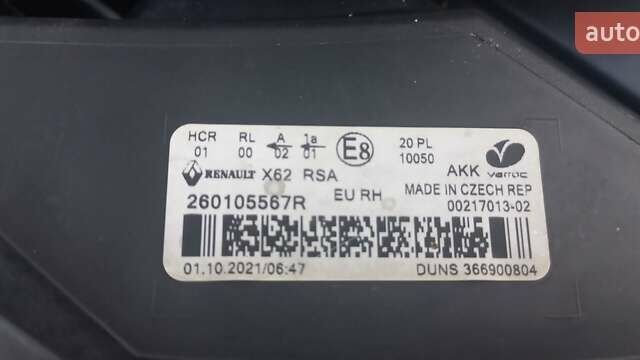 auto
HCR RL A 1a 20 PL
01 00 02 01 E8 10050
AKK varroc
RENAULT X62 RSA
EU RH MADE IN CZECH REP
260105567R 00217013-02
01.10.2021/06:47 DUNS 366900804